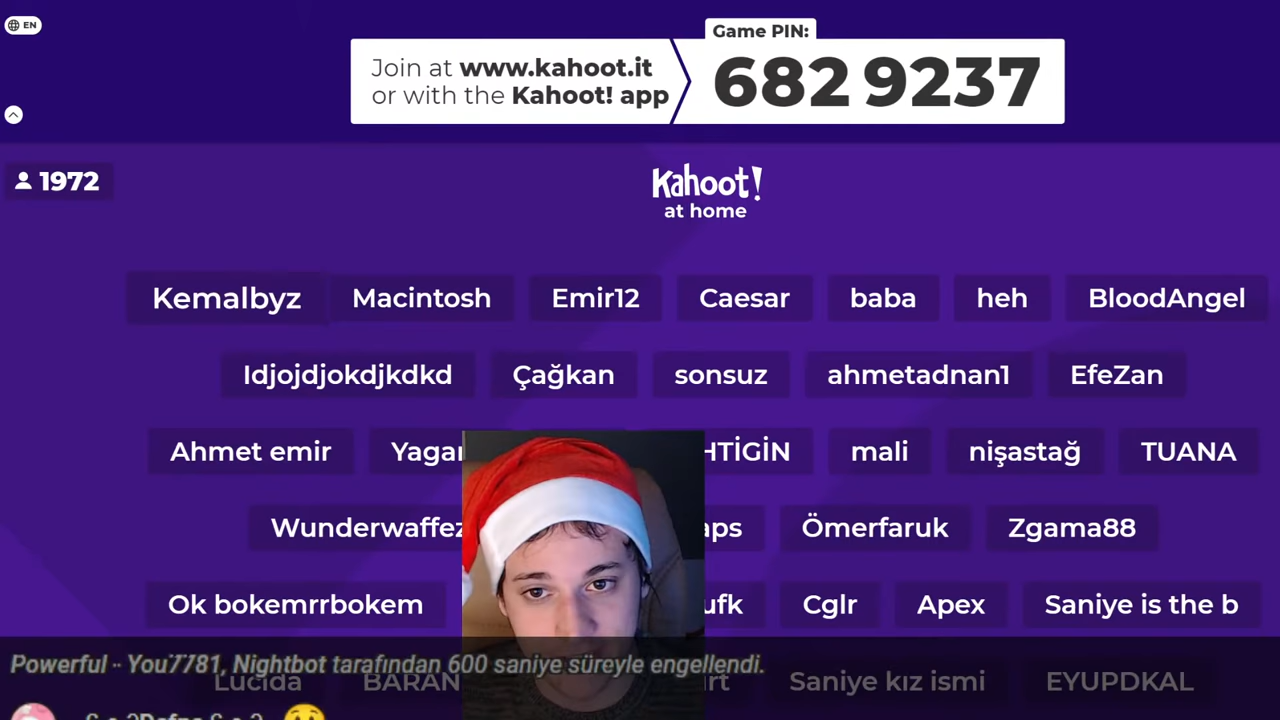 EN
Game PIN:
Join at www.kahoot.it
or with the Kahoot! app
682 9237
1972
Kahoot!
at home
Kemalbyz Macintosh Emir12 Caesar baba heh BloodAngel
Idjojdjokdjkdkd Çağkan sonsuz ahmetadnan1 EfeZan
Ahmet emir Yagar HTİGİN mali nişastağ TUANA
Wunderwaffez aps Ömerfaruk Zgama88
Ok bokemrrbokem ufk Cglr Apex Saniye is the b
Powerful -- You7781, Nightbot tarafından 600 saniye süreyle engellendi.
Lucida BARAN rt Saniye kız ismi EYUPDKAL